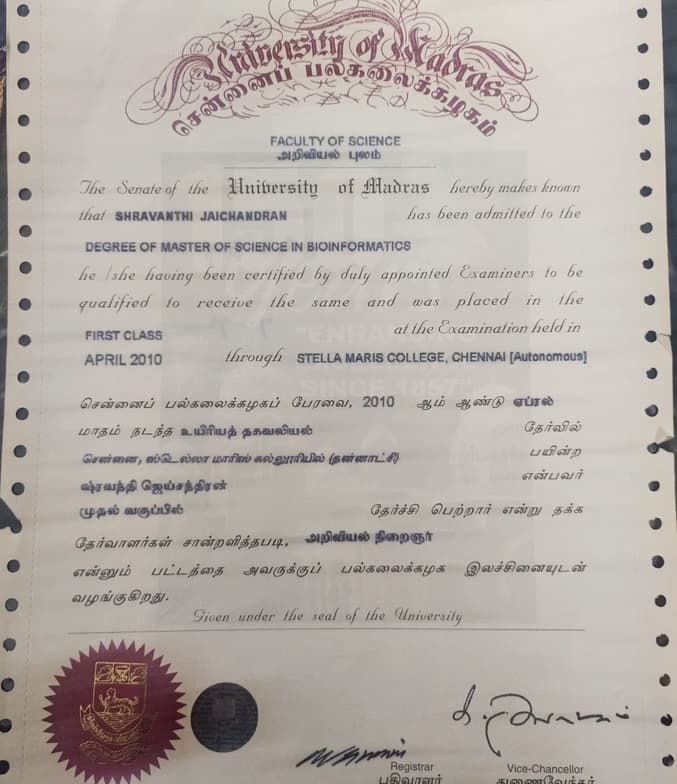 University of Madras
சென்னைப் பல்கலைக்கழகம்
FACULTY OF SCIENCE
அறிவியல் புலம்
The Senate of the University of Madras hereby makes known
that SHRAVANTHI JAICHANDRAN has been admitted to the
DEGREE OF MASTER OF SCIENCE IN BIOINFORMATICS
he /she having been certified by duly appointed Examiners to be
qualified to receive the same and was placed in the
FIRST CLASS at the Examination held in
APRIL 2010 through STELLA MARIS COLLEGE, CHENNAI [Autonomous]
"ENHANCING
SINCE 1857"
சென்னைப் பல்கலைக்கழகப் பேரவை, 2010 ஆம் ஆண்டு ஏப்ரல்
மாதம் நடந்த உயிரியத் தகவலியல் தேர்வில்
சென்னை, ஸ்டெல்லா மாரிஸ் கல்லூரியில் (தன்னாட்சி) பயின்ற
ஷ்ரவந்தி ஜெய்சந்திரன் என்பவர்
முதல் வகுப்பில் தேர்ச்சி பெற்றார் என்று தக்க
தேர்வாளர்கள் சான்றளித்தபடி, அறிவியல் நிறைஞர்
என்னும் பட்டத்தை அவருக்குப் பல்கலைக்கழக இலச்சினையுடன்
வழங்குகிறது.
Given under the seal of the University
Registrar
பதிவாளர்
Vice-Chancellor
துணைவேந்தர்